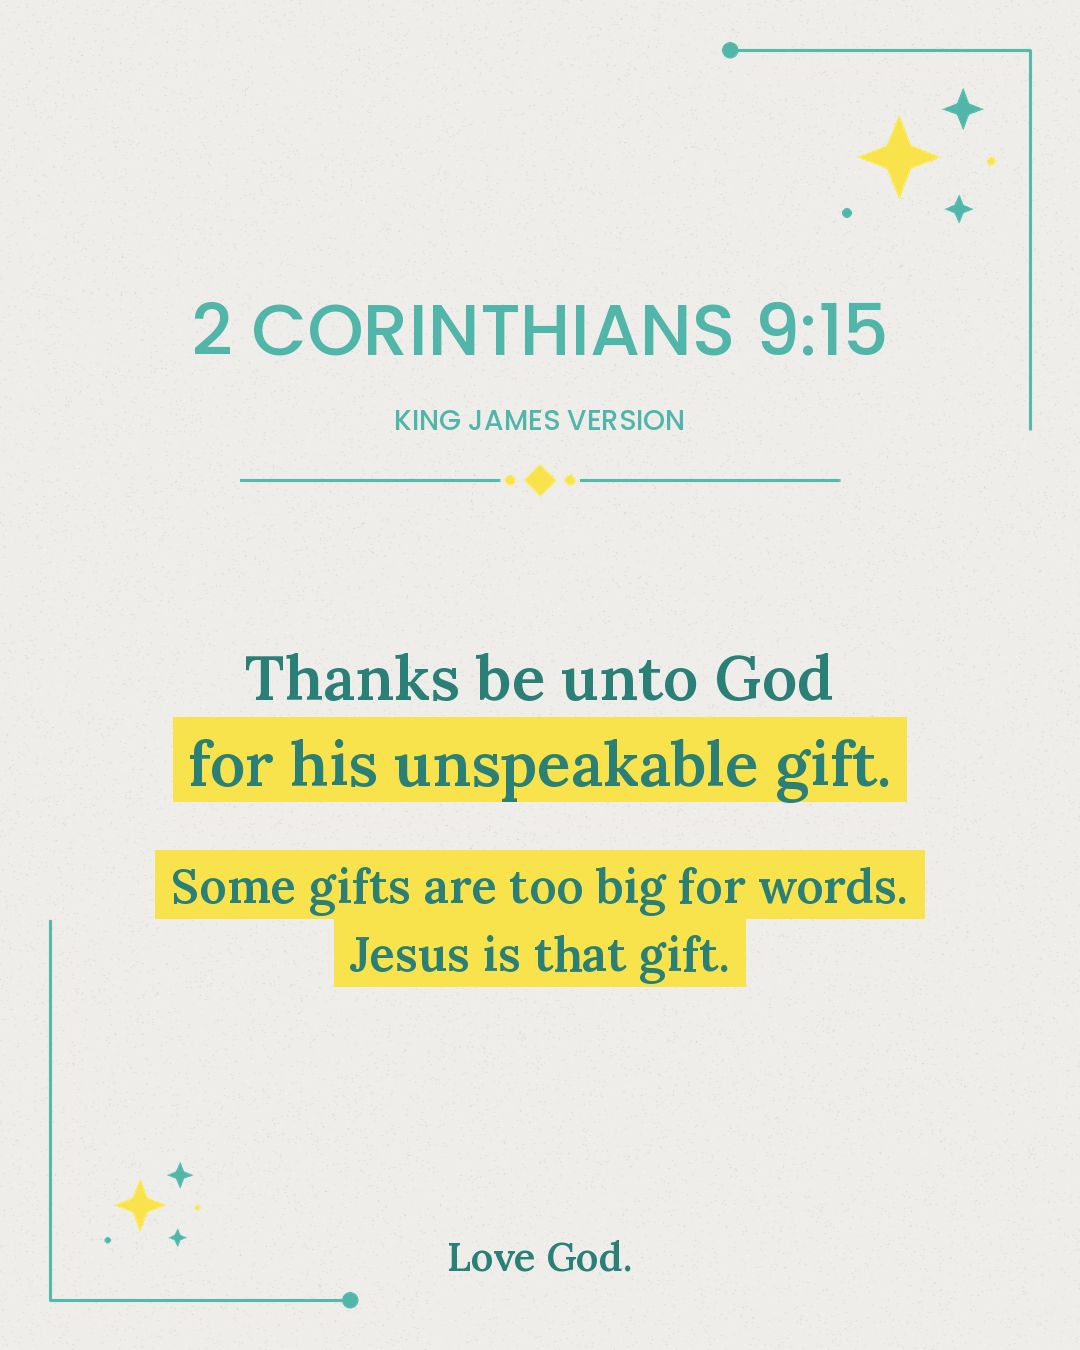 2 CORINTHIANS 9:15
KING JAMES VERSION
Thanks be unto God
for his unspeakable gift.
Some gifts are too big for words.
Jesus is that gift.
Love God.